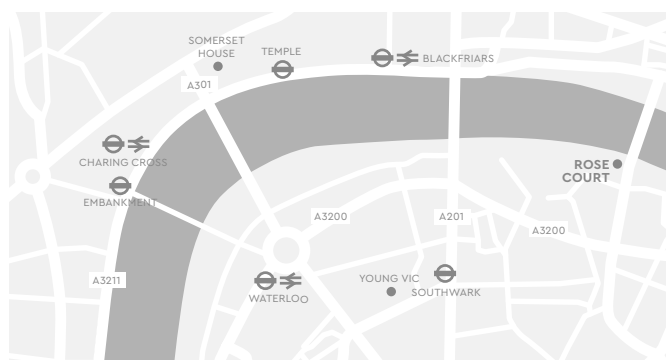 SOMERSET
HOUSE
TEMPLE
BLACKFRIARS
A301
CHARING CROSS
ROSE
COURT
EMBANKMENT
A3200
A201
A3200
A3211
YOUNG VIC
SOUTHWARK
WATERLOO